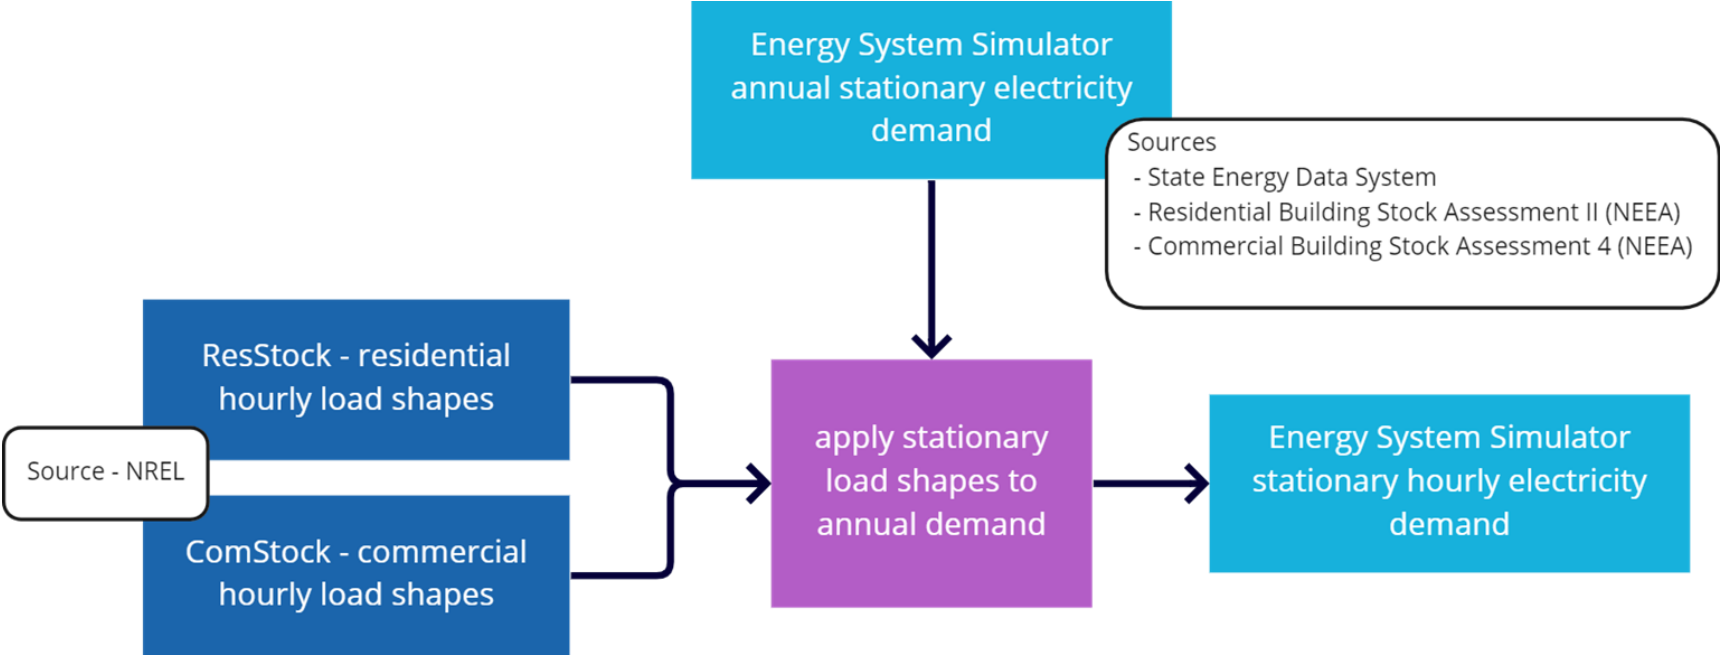 Energy System Simulator
annual stationary electricity
demand
Sources
- State Energy Data System
- Residential Building Stock Assessment II (NEEA)
- Commercial Building Stock Assessment 4 (NEEA)
ResStock - residential
hourly load shapes
Source - NREL
ComStock - commercial
hourly load shapes
apply stationary
load shapes to
annual demand
Energy System Simulator
stationary hourly electricity
demand